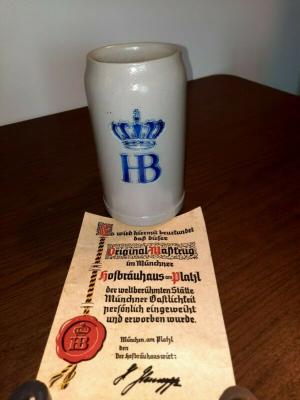 HB
Es wird hiermit beurkundet
daß dieser
Original-Maßkrug
im Münchner
Hofbräuhaus am Platzl
der weltberühmten Stätte
Münchner Gastlichkeit
persönlich eingeweiht
und erworben wurde.
München, am Platzl
den
Der Hofbräuhauswirt:
HB